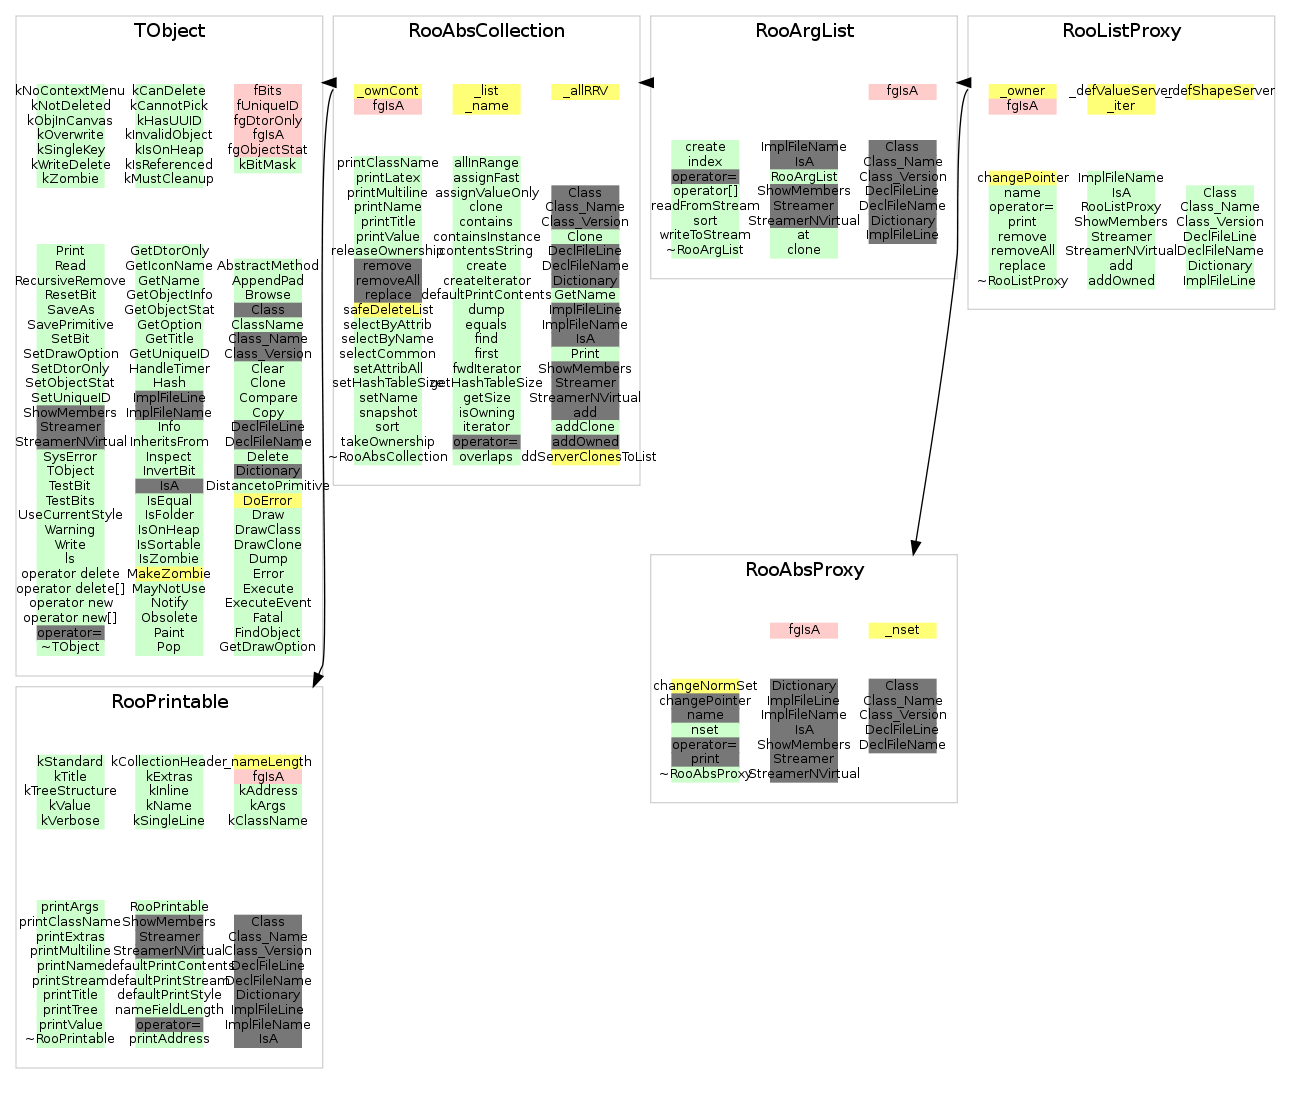 TObject
kNoContextMenu kCanDelete fBits
kNotDeleted kCannotPick fUniqueID
kObjInCanvas kHasUUID fgDtorOnly
kOverwrite kInvalidObject fgIsA
kSingleKey kIsOnHeap fgObjectStat
kWriteDelete kIsReferenced kBitMask
kZombie kMustCleanup
Print GetDtorOnly
Read GetIconName AbstractMethod
RecursiveRemove GetName AppendPad
ResetBit GetObjectInfo Browse
SaveAs GetObjectStat Class
SavePrimitive GetOption ClassName
SetBit GetTitle Class_Name
SetDrawOption GetUniqueID Class_Version
SetDtorOnly HandleTimer Clear
SetObjectStat Hash Clone
SetUniqueID ImplFileLine Compare
ShowMembers ImplFileName Copy
Streamer Info DeclFileLine
StreamerNVirtual InheritsFrom DeclFileName
SysError Inspect Delete
TObject InvertBit Dictionary
TestBit IsA DistancetoPrimitive
TestBits IsEqual DoError
UseCurrentStyle IsFolder Draw
Warning IsOnHeap DrawClass
Write IsSortable DrawClone
ls IsZombie Dump
operator delete MakeZombie Error
operator delete[] MayNotUse Execute
operator new Notify ExecuteEvent
operator new[] Obsolete Fatal
operator= Paint FindObject
~TObject Pop GetDrawOption
RooAbsCollection
_ownCont _list _allRRV
fgIsA _name
printClassName allInRange
printLatex assignFast
printMultiline assignValueOnly Class
printName clone Class_Name
printTitle contains Class_Version
printValue containsInstance Clone
releaseOwnership contentsString DeclFileLine
remove create DeclFileName
removeAll createIterator Dictionary
replace defaultPrintContents GetName
safeDeleteList dump ImplFileLine
selectByAttrib equals ImplFileName
selectByName find IsA
selectCommon first Print
setAttribAll fwdIterator ShowMembers
setHashTableSize getHashTableSize Streamer
setName getSize StreamerNVirtual
snapshot isOwning add
sort iterator addClone
takeOwnership operator= addOwned
~RooAbsCollection overlaps ddServerClonesToList
RooArgList
fgIsA
create ImplFileName Class
index IsA Class_Name
operator= RooArgList Class_Version
operator[] ShowMembers DeclFileLine
readFromStream Streamer DeclFileName
sort StreamerNVirtual Dictionary
writeToStream at ImplFileLine
~RooArgList clone
RooListProxy
_owner _defValueServer _defShapeServer
fgIsA _iter
changePointer ImplFileName
name IsA Class
operator= RooListProxy Class_Name
print ShowMembers Class_Version
remove Streamer DeclFileLine
removeAll StreamerNVirtual DeclFileName
replace add Dictionary
~RooListProxy addOwned ImplFileLine
RooAbsProxy
fgIsA _nset
changeNormSet Dictionary Class
changePointer ImplFileLine Class_Name
name ImplFileName Class_Version
nset IsA DeclFileLine
operator= ShowMembers DeclFileName
print Streamer
~RooAbsProxy StreamerNVirtual
RooPrintable
kStandard kCollectionHeader _nameLength
kTitle kExtras fgIsA
kTreeStructure kInline kAddress
kValue kName kArgs
kVerbose kSingleLine kClassName
printArgs RooPrintable
printClassName ShowMembers Class
printExtras Streamer Class_Name
printMultiline StreamerNVirtual Class_Version
printName defaultPrintContents DeclFileLine
printStream defaultPrintStream DeclFileName
printTitle defaultPrintStyle Dictionary
printTree nameFieldLength ImplFileLine
printValue operator= ImplFileName
~RooPrintable printAddress IsA